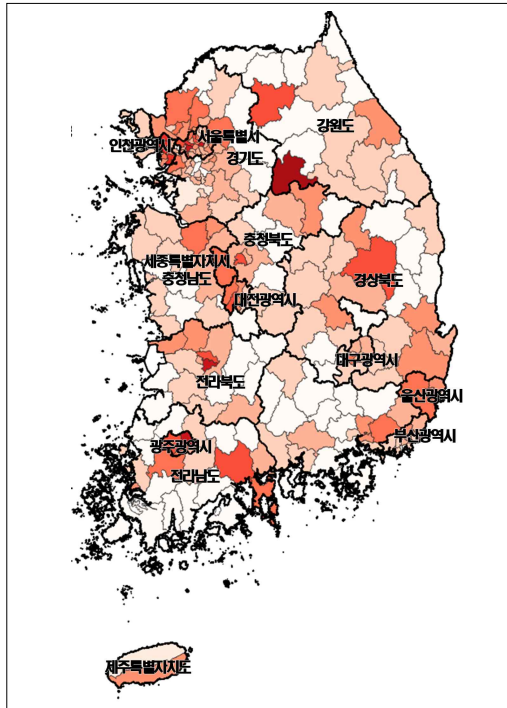 강원도
서울특별시
인천광역시
경기도
충청북도
세종특별자치시
충청남도
경상북도
대전광역시
대구광역시
전라북도
울산광역시
부산광역시
광주광역시
전라남도
제주특별자치도